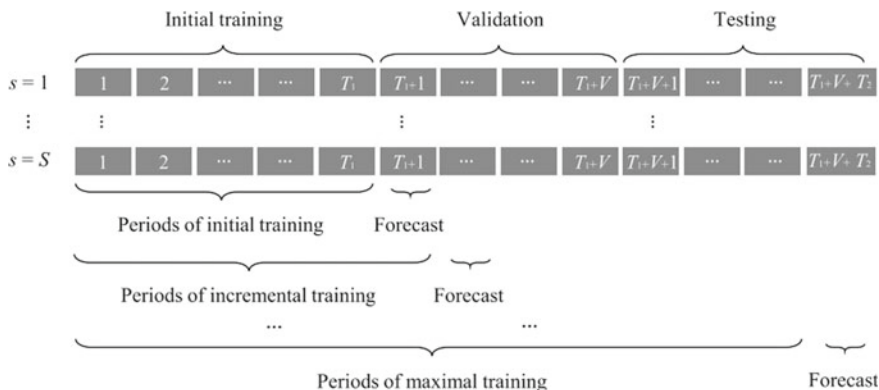 Initial training Validation Testing
s = 1 1 2 ... ... T₁ T₁+1 ... ... T₁+V T₁+V+1 ... ... T₁+V+ T₂
⋮ ⋮ ⋮ ⋮
s = S 1 2 ... ... T₁ T₁+1 ... ... T₁+V T₁+V+1 ... ... T₁+V+ T₂
Periods of initial training Forecast
Periods of incremental training Forecast
... ...
Periods of maximal training Forecast